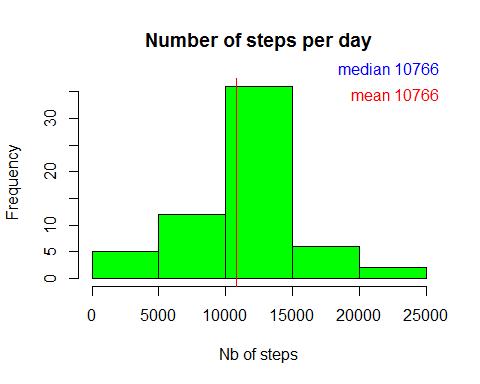 Number of steps per day
median 10766
mean 10766
Frequency
30
20
10
5
0
0 5000 10000 15000 20000 25000
Nb of steps